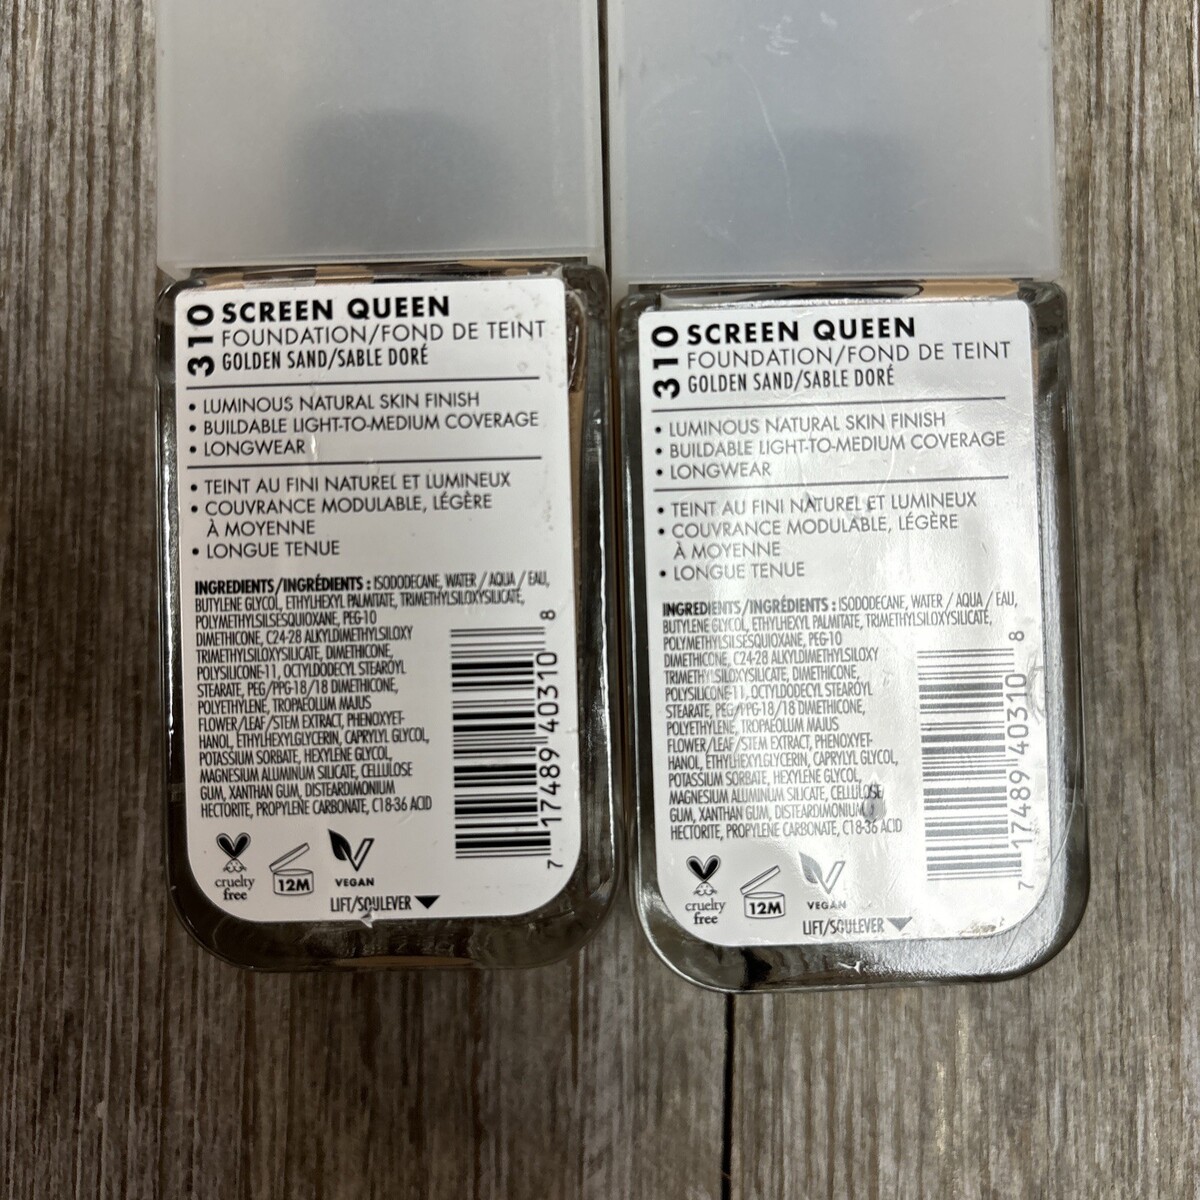 310
SCREEN QUEEN
FOUNDATION/FOND DE TEINT
GOLDEN SAND/SABLE DORÉ
• LUMINOUS NATURAL SKIN FINISH
• BUILDABLE LIGHT-TO-MEDIUM COVERAGE
• LONGWEAR
• TEINT AU FINI NATUREL ET LUMINEUX
• COUVRANCE MODULABLE, LÉGÈRE
À MOYENNE
• LONGUE TENUE
INGREDIENTS/INGRÉDIENTS : ISODODECANE, WATER / AQUA / EAU,
BUTYLENE GLYCOL, ETHYLHEXYL PALMITATE, TRIMETHYLSILOXYSILICATE,
POLYMETHYLSILSESQUIOXANE, PEG-10
DIMETHICONE, C24-28 ALKYLDIMETHYLSILOXY
TRIMETHYLSILOXYSILICATE, DIMETHICONE,
POLYSILICONE-11, OCTYLDODECYL STEAROYL
STEARATE, PEG/PPG-18/18 DIMETHICONE,
POLYETHYLENE, TROPAEOLUM MAJUS
FLOWER/LEAF/STEM EXTRACT, PHENOXYET-
HANOL, ETHYLHEXYLGLYCERIN, CAPRYLYL GLYCOL,
POTASSIUM SORBATE, HEXYLENE GLYCOL,
MAGNESIUM ALUMINUM SILICATE, CELLULOSE
GUM, XANTHAN GUM, DISTEARDIMONIUM
HECTORITE, PROPYLENE CARBONATE, C18-36 ACID
7 17489 40310 8
cruelty
free
12M
VEGAN
LIFT/SOULEVER
310
SCREEN QUEEN
FOUNDATION/FOND DE TEINT
GOLDEN SAND/SABLE DORÉ
• LUMINOUS NATURAL SKIN FINISH
• BUILDABLE LIGHT-TO-MEDIUM COVERAGE
• LONGWEAR
• TEINT AU FINI NATUREL ET LUMINEUX
• COUVRANCE MODULABLE, LÉGÈRE
À MOYENNE
• LONGUE TENUE
INGREDIENTS/INGRÉDIENTS : ISODODECANE, WATER / AQUA / EAU,
BUTYLENE GLYCOL, ETHYLHEXYL PALMITATE, TRIMETHYLSILOXYSILICATE,
POLYMETHYLSILSESQUIOXANE, PEG-10
DIMETHICONE, C24-28 ALKYLDIMETHYLSILOXY
TRIMETHYLSILOXYSILICATE, DIMETHICONE,
POLYSILICONE-11, OCTYLDODECYL STEAROYL
STEARATE, PEG/PPG-18/18 DIMETHICONE,
POLYETHYLENE, TROPAEOLUM MAJUS
FLOWER/LEAF/STEM EXTRACT, PHENOXYET-
HANOL, ETHYLHEXYLGLYCERIN, CAPRYLYL GLYCOL,
POTASSIUM SORBATE, HEXYLENE GLYCOL,
MAGNESIUM ALUMINUM SILICATE, CELLULOSE
GUM, XANTHAN GUM, DISTEARDIMONIUM
HECTORITE, PROPYLENE CARBONATE, C18-36 ACID
7 17489 40310 8
cruelty
free
12M
VEGAN
LIFT/SOULEVER